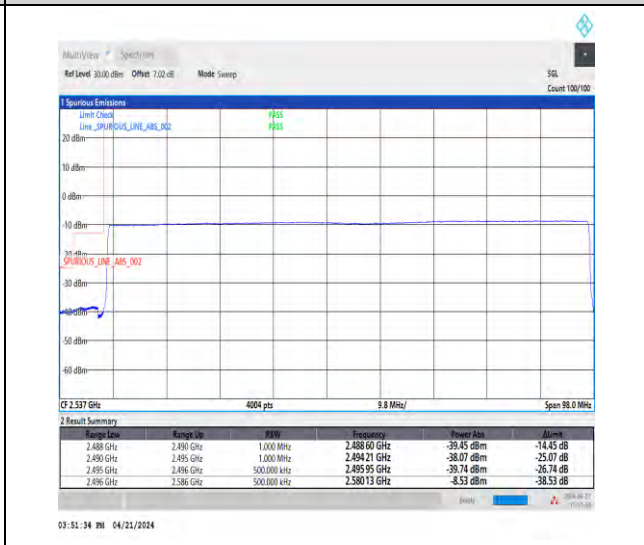 MultiView Spectrum
Ref Level 30.00 dBm Offset 7.02 dB Mode Sweep SGL
Count 100/100
1 Spurious Emissions
Limit Check PASS
Line _SPURIOUS_LINE_ABS_002 PASS
20 dBm
10 dBm
0 dBm
-10 dBm
-20 dBm
_SPURIOUS_LINE_ABS_002
-30 dBm
-40 dBm
-50 dBm
-60 dBm
CF 2.537 GHz 4004 pts 9.8 MHz/ Span 98.0 MHz
2 Result Summary
Range Low Range Up RBW Frequency Power Abs ΔLimit
2.488 GHz 2.490 GHz 1.000 MHz 2.488 60 GHz -39.45 dBm -14.45 dB
2.490 GHz 2.495 GHz 1.000 MHz 2.494 21 GHz -38.07 dBm -25.07 dB
2.495 GHz 2.496 GHz 500.000 kHz 2.495 95 GHz -39.74 dBm -26.74 dB
2.496 GHz 2.586 GHz 500.000 kHz 2.580 13 GHz -8.53 dBm -38.53 dB
03:51:34 PM 04/21/2024